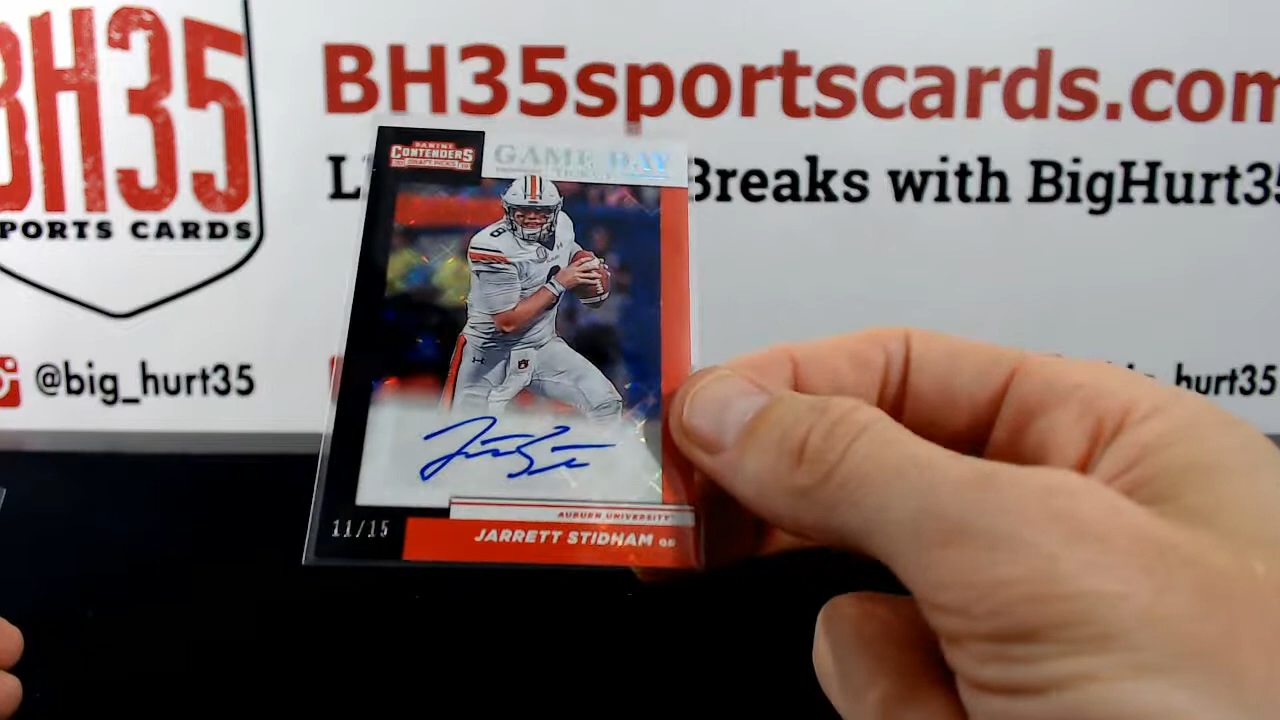 BH35
SPORTS CARDS
@big_hurt35
BH35sportscards.com
L Breaks with BigHurt35
hurt35
PANINI
CONTENDERS
DRAFT PICKS
GAME DAY
TICKET
8
11/15
AUBURN UNIVERSITY
JARRETT STIDHAM QB